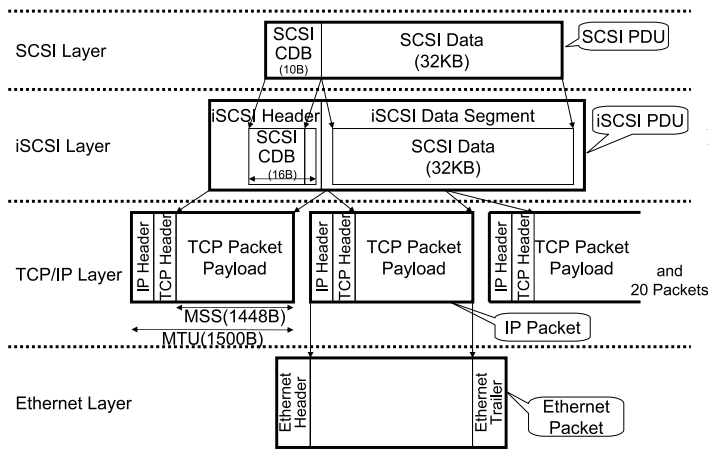 SCSI Layer
SCSI
CDB
(10B)
SCSI Data
(32KB)
SCSI PDU
iSCSI Layer
iSCSI Header
iSCSI Data Segment
SCSI
CDB
(16B)
SCSI Data
(32KB)
iSCSI PDU
TCP/IP Layer
IP Header
TCP Header
TCP Packet
Payload
IP Header
TCP Header
TCP Packet
Payload
IP Header
TCP Header
TCP Packet
Payload
and
20 Packets
MSS(1448B)
MTU(1500B)
IP Packet
Ethernet Layer
Ethernet
Header
Ethernet
Trailer
Ethernet
Packet